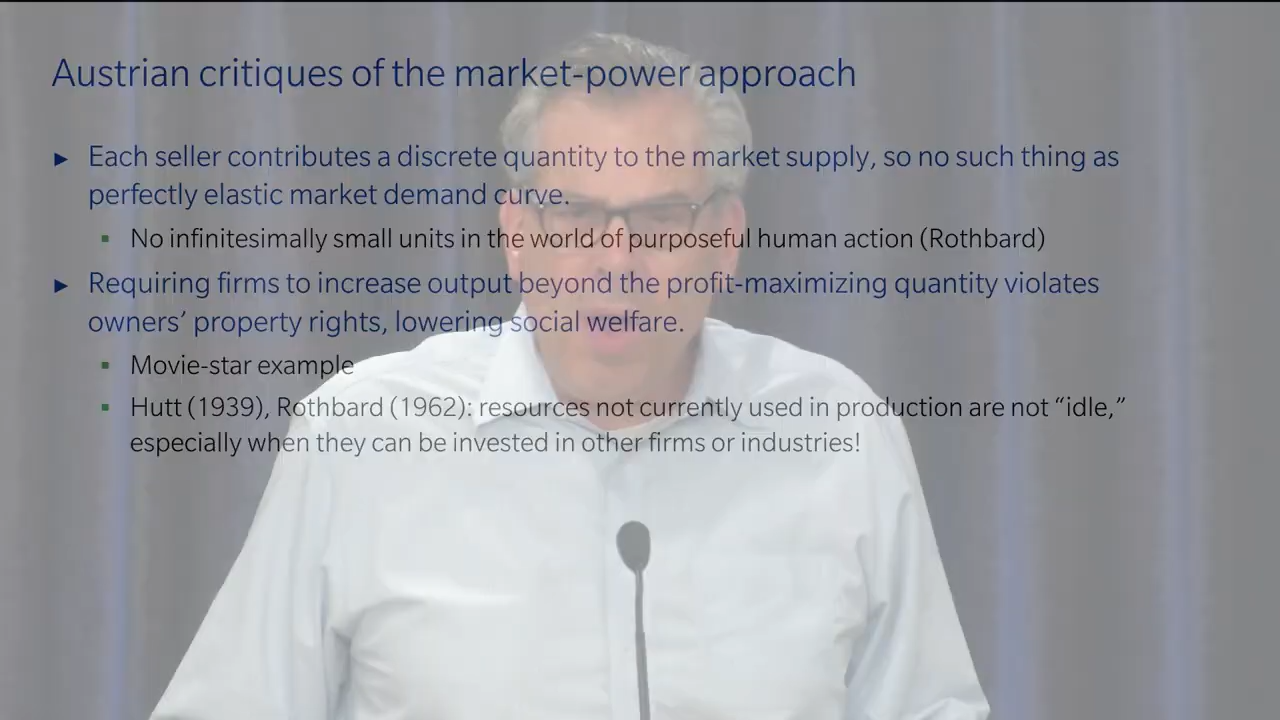 Austrian critiques of the market-power approach
► Each seller contributes a discrete quantity to the market supply, so no such thing as
perfectly elastic market demand curve.
▪ No infinitesimally small units in the world of purposeful human action (Rothbard)
► Requiring firms to increase output beyond the profit-maximizing quantity violates
owners’ property rights, lowering social welfare.
▪ Movie-star example
▪ Hutt (1939), Rothbard (1962): resources not currently used in production are not “idle,”
especially when they can be invested in other firms or industries!